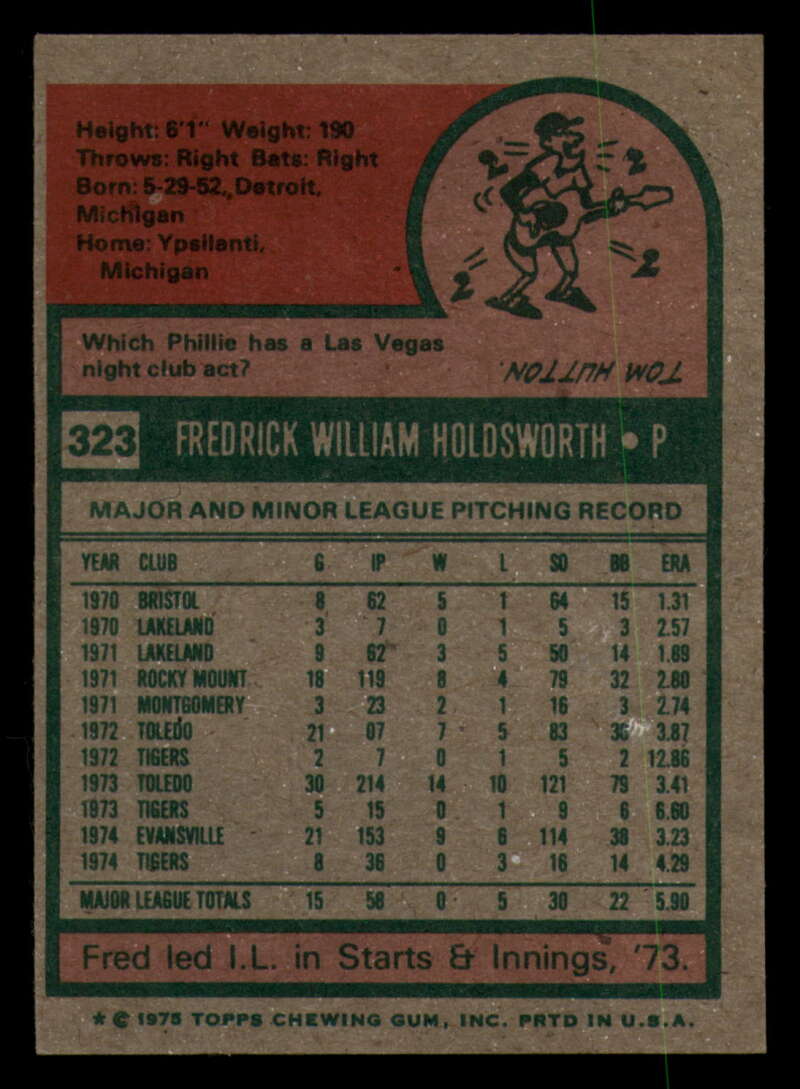 Height: 6'1" Weight: 190
Throws: Right Bats: Right
Born: 5-29-52, Detroit,
Michigan
Home: Ypsilanti,
Michigan
2 2
2 2
Which Phillie has a Las Vegas
night club act?
TOM HUTTON.
323 FREDRICK WILLIAM HOLDSWORTH • P
MAJOR AND MINOR LEAGUE PITCHING RECORD
YEAR CLUB G IP W L SO BB ERA
1970 BRISTOL 8 62 5 1 64 15 1.31
1970 LAKELAND 3 7 0 1 5 3 2.57
1971 LAKELAND 9 62 3 5 50 14 1.69
1971 ROCKY MOUNT 18 119 8 4 79 32 2.80
1971 MONTGOMERY 3 23 2 1 16 3 2.74
1972 TOLEDO 21 07 7 5 83 36 3.87
1972 TIGERS 2 7 0 1 5 2 12.86
1973 TOLEDO 30 214 14 10 121 79 3.41
1973 TIGERS 5 15 0 1 9 6 6.60
1974 EVANSVILLE 21 153 9 6 114 38 3.23
1974 TIGERS 8 36 0 3 16 14 4.29
MAJOR LEAGUE TOTALS 15 58 0 5 30 22 5.90
Fred led I.L. in Starts & Innings, '73.
* © 1975 TOPPS CHEWING GUM, INC. PRTD IN U.S.A.